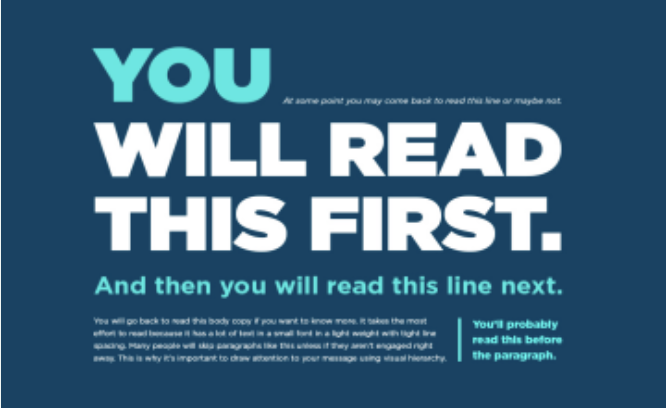 YOU
At some point you may come back to read this line or maybe not.
WILL READ
THIS FIRST.
And then you will read this line next.
You will go back to read this body copy if you want to know more. It takes the most
effort to read because it has a lot of text in a small font in a light weight with tight line
spacing. Many people will skip paragraphs like this unless if they aren't engaged right
away. This is why it's important to draw attention to your message using visual hierarchy.
You'll probably
read this before
the paragraph.